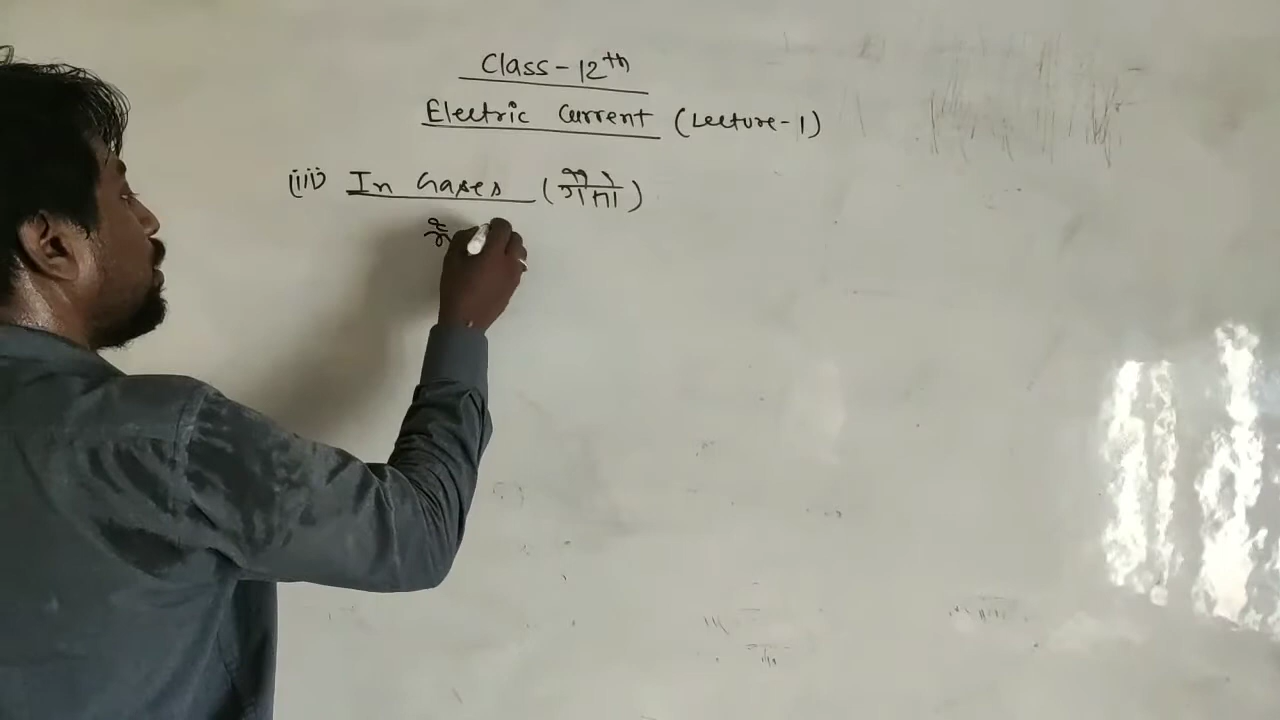 Class-12th
Electric Current (Lecture-1)
(iii) In Gases